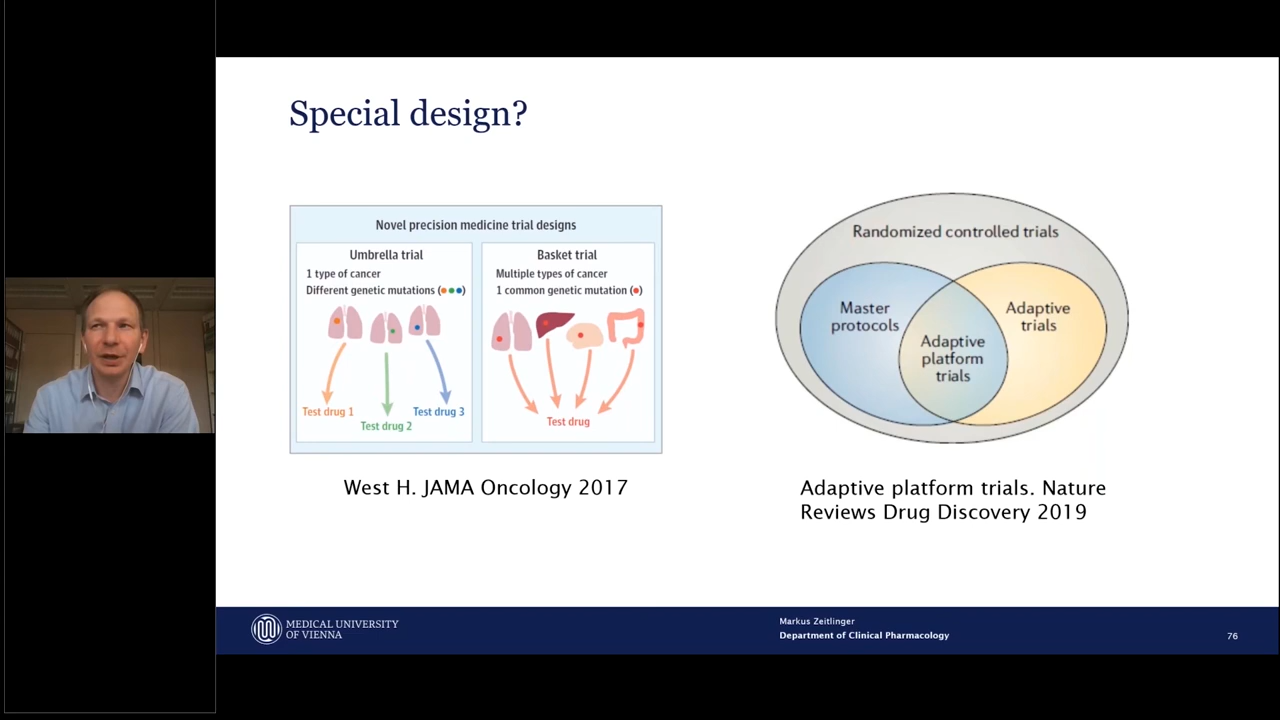 Special design?
Novel precision medicine trial designs
Umbrella trial
1 type of cancer
Different genetic mutations (●●●)
Test drug 1
Test drug 2
Test drug 3
Basket trial
Multiple types of cancer
1 common genetic mutation (●)
Test drug
West H. JAMA Oncology 2017
Randomized controlled trials
Master
protocols
Adaptive
platform
trials
Adaptive
trials
Adaptive platform trials. Nature
Reviews Drug Discovery 2019
MEDICAL UNIVERSITY
OF VIENNA
Markus Zeitlinger
Department of Clinical Pharmacology
76